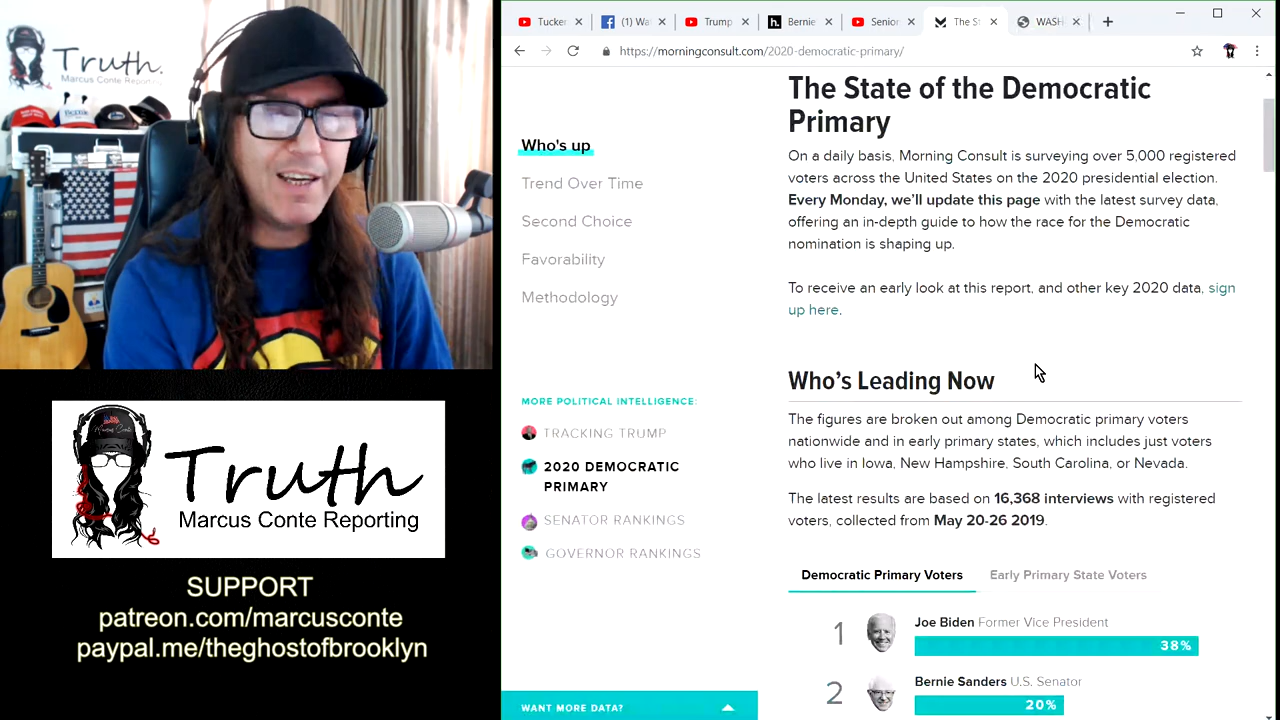 Truth.
Marcus Conte Reporting
Bernie
Truth
Marcus Conte Reporting
SUPPORT
patreon.com/marcusconte
paypal.me/theghostofbrooklyn
Tucker
(1) Wa
Trump
Bernie
Senior
The St
WASH
https://morningconsult.com/2020-democratic-primary/
Who's up
Trend Over Time
Second Choice
Favorability
Methodology
MORE POLITICAL INTELLIGENCE:
TRACKING TRUMP
2020 DEMOCRATIC
PRIMARY
SENATOR RANKINGS
GOVERNOR RANKINGS
WANT MORE DATA?
The State of the Democratic
Primary
On a daily basis, Morning Consult is surveying over 5,000 registered
voters across the United States on the 2020 presidential election.
Every Monday, we’ll update this page with the latest survey data,
offering an in-depth guide to how the race for the Democratic
nomination is shaping up.
To receive an early look at this report, and other key 2020 data, sign
up here.
Who’s Leading Now
The figures are broken out among Democratic primary voters
nationwide and in early primary states, which includes just voters
who live in Iowa, New Hampshire, South Carolina, or Nevada.
The latest results are based on 16,368 interviews with registered
voters, collected from May 20-26 2019.
Democratic Primary Voters Early Primary State Voters
1 Joe Biden Former Vice President
38%
2 Bernie Sanders U.S. Senator
20%